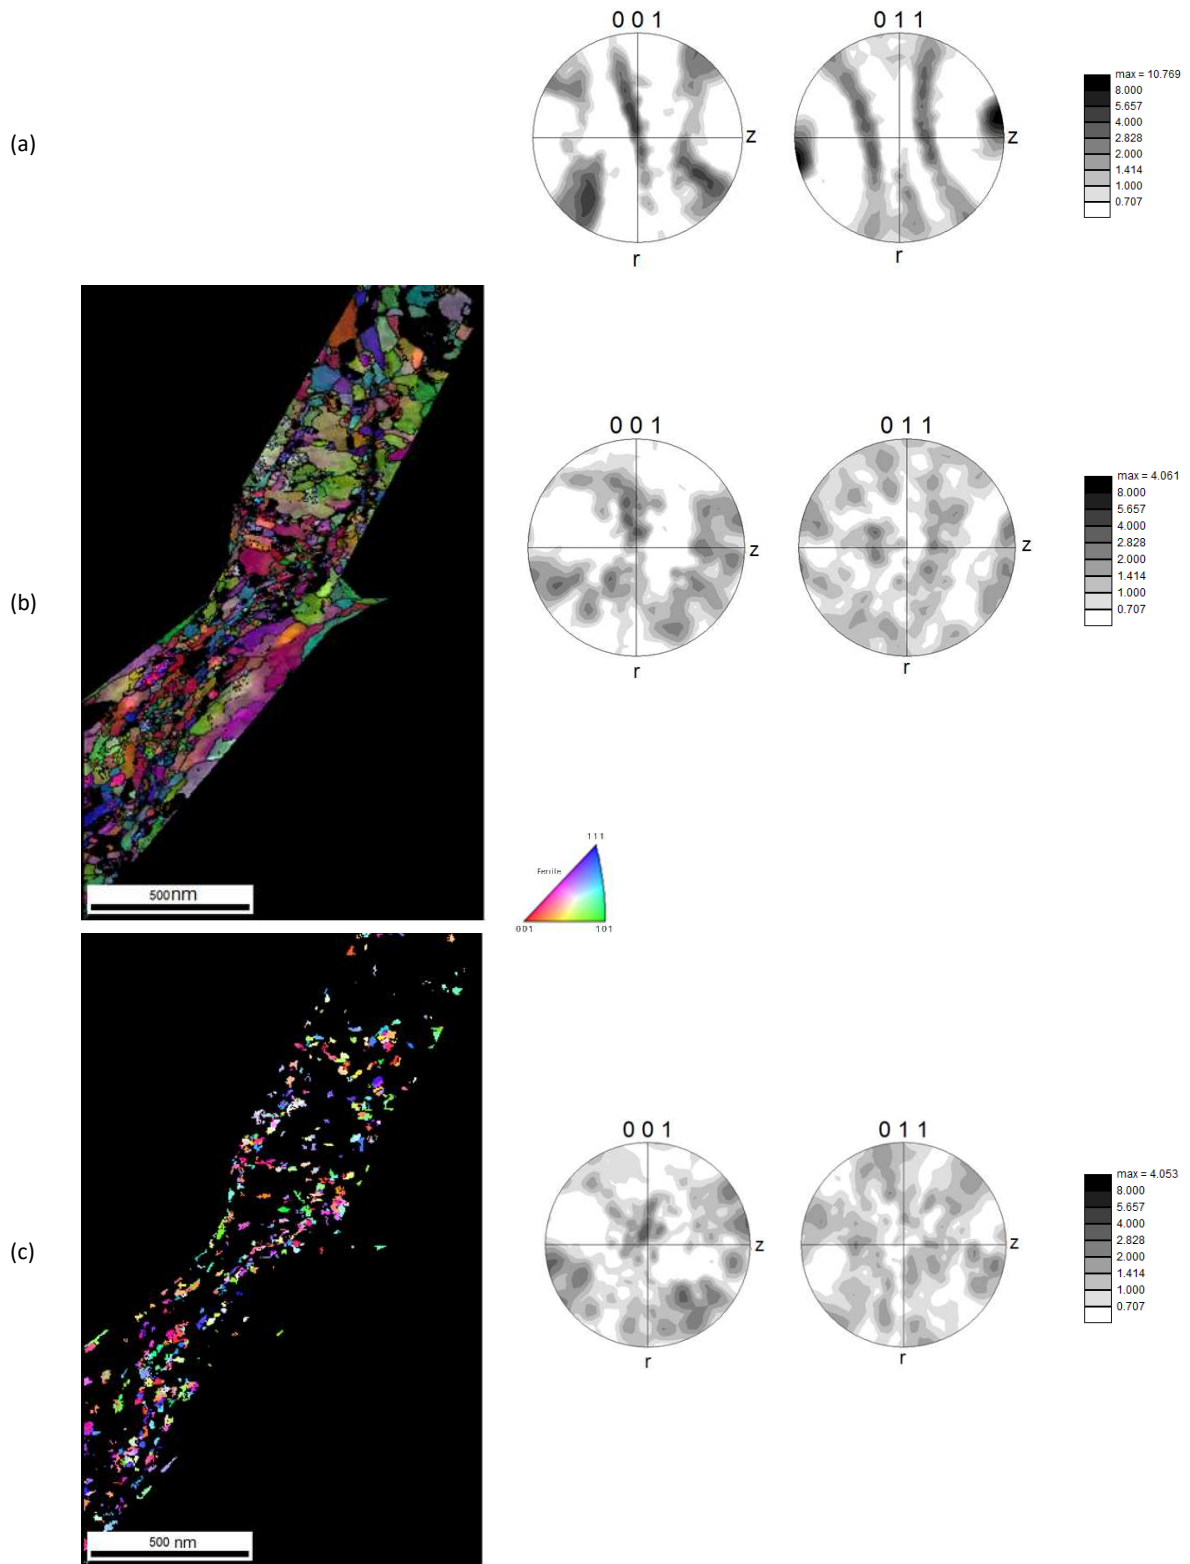 (a)
0 0 1
z
r
0 1 1
z
r
max = 10.769
8.000
5.657
4.000
2.828
2.000
1.414
1.000
0.707
(b)
500nm
0 0 1
z
r
0 1 1
z
r
max = 4.061
8.000
5.657
4.000
2.828
2.000
1.414
1.000
0.707
111
Ferrite
001
101
(c)
500 nm
0 0 1
z
r
0 1 1
z
r
max = 4.053
8.000
5.657
4.000
2.828
2.000
1.414
1.000
0.707